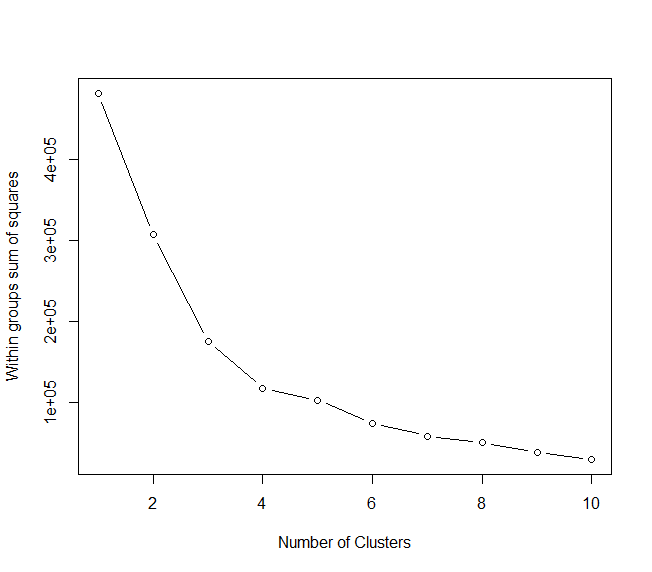 Within groups sum of squares
4e+05
3e+05
2e+05
1e+05
2 4 6 8 10
Number of Clusters